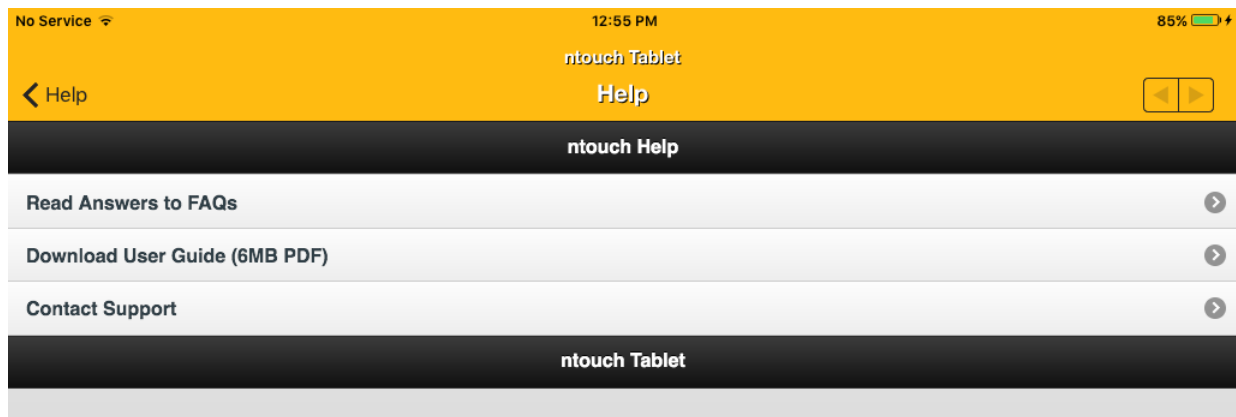 No Service 12:55 PM 85%
ntouch Tablet
Help Help
ntouch Help
Read Answers to FAQs
Download User Guide (6MB PDF)
Contact Support
ntouch Tablet